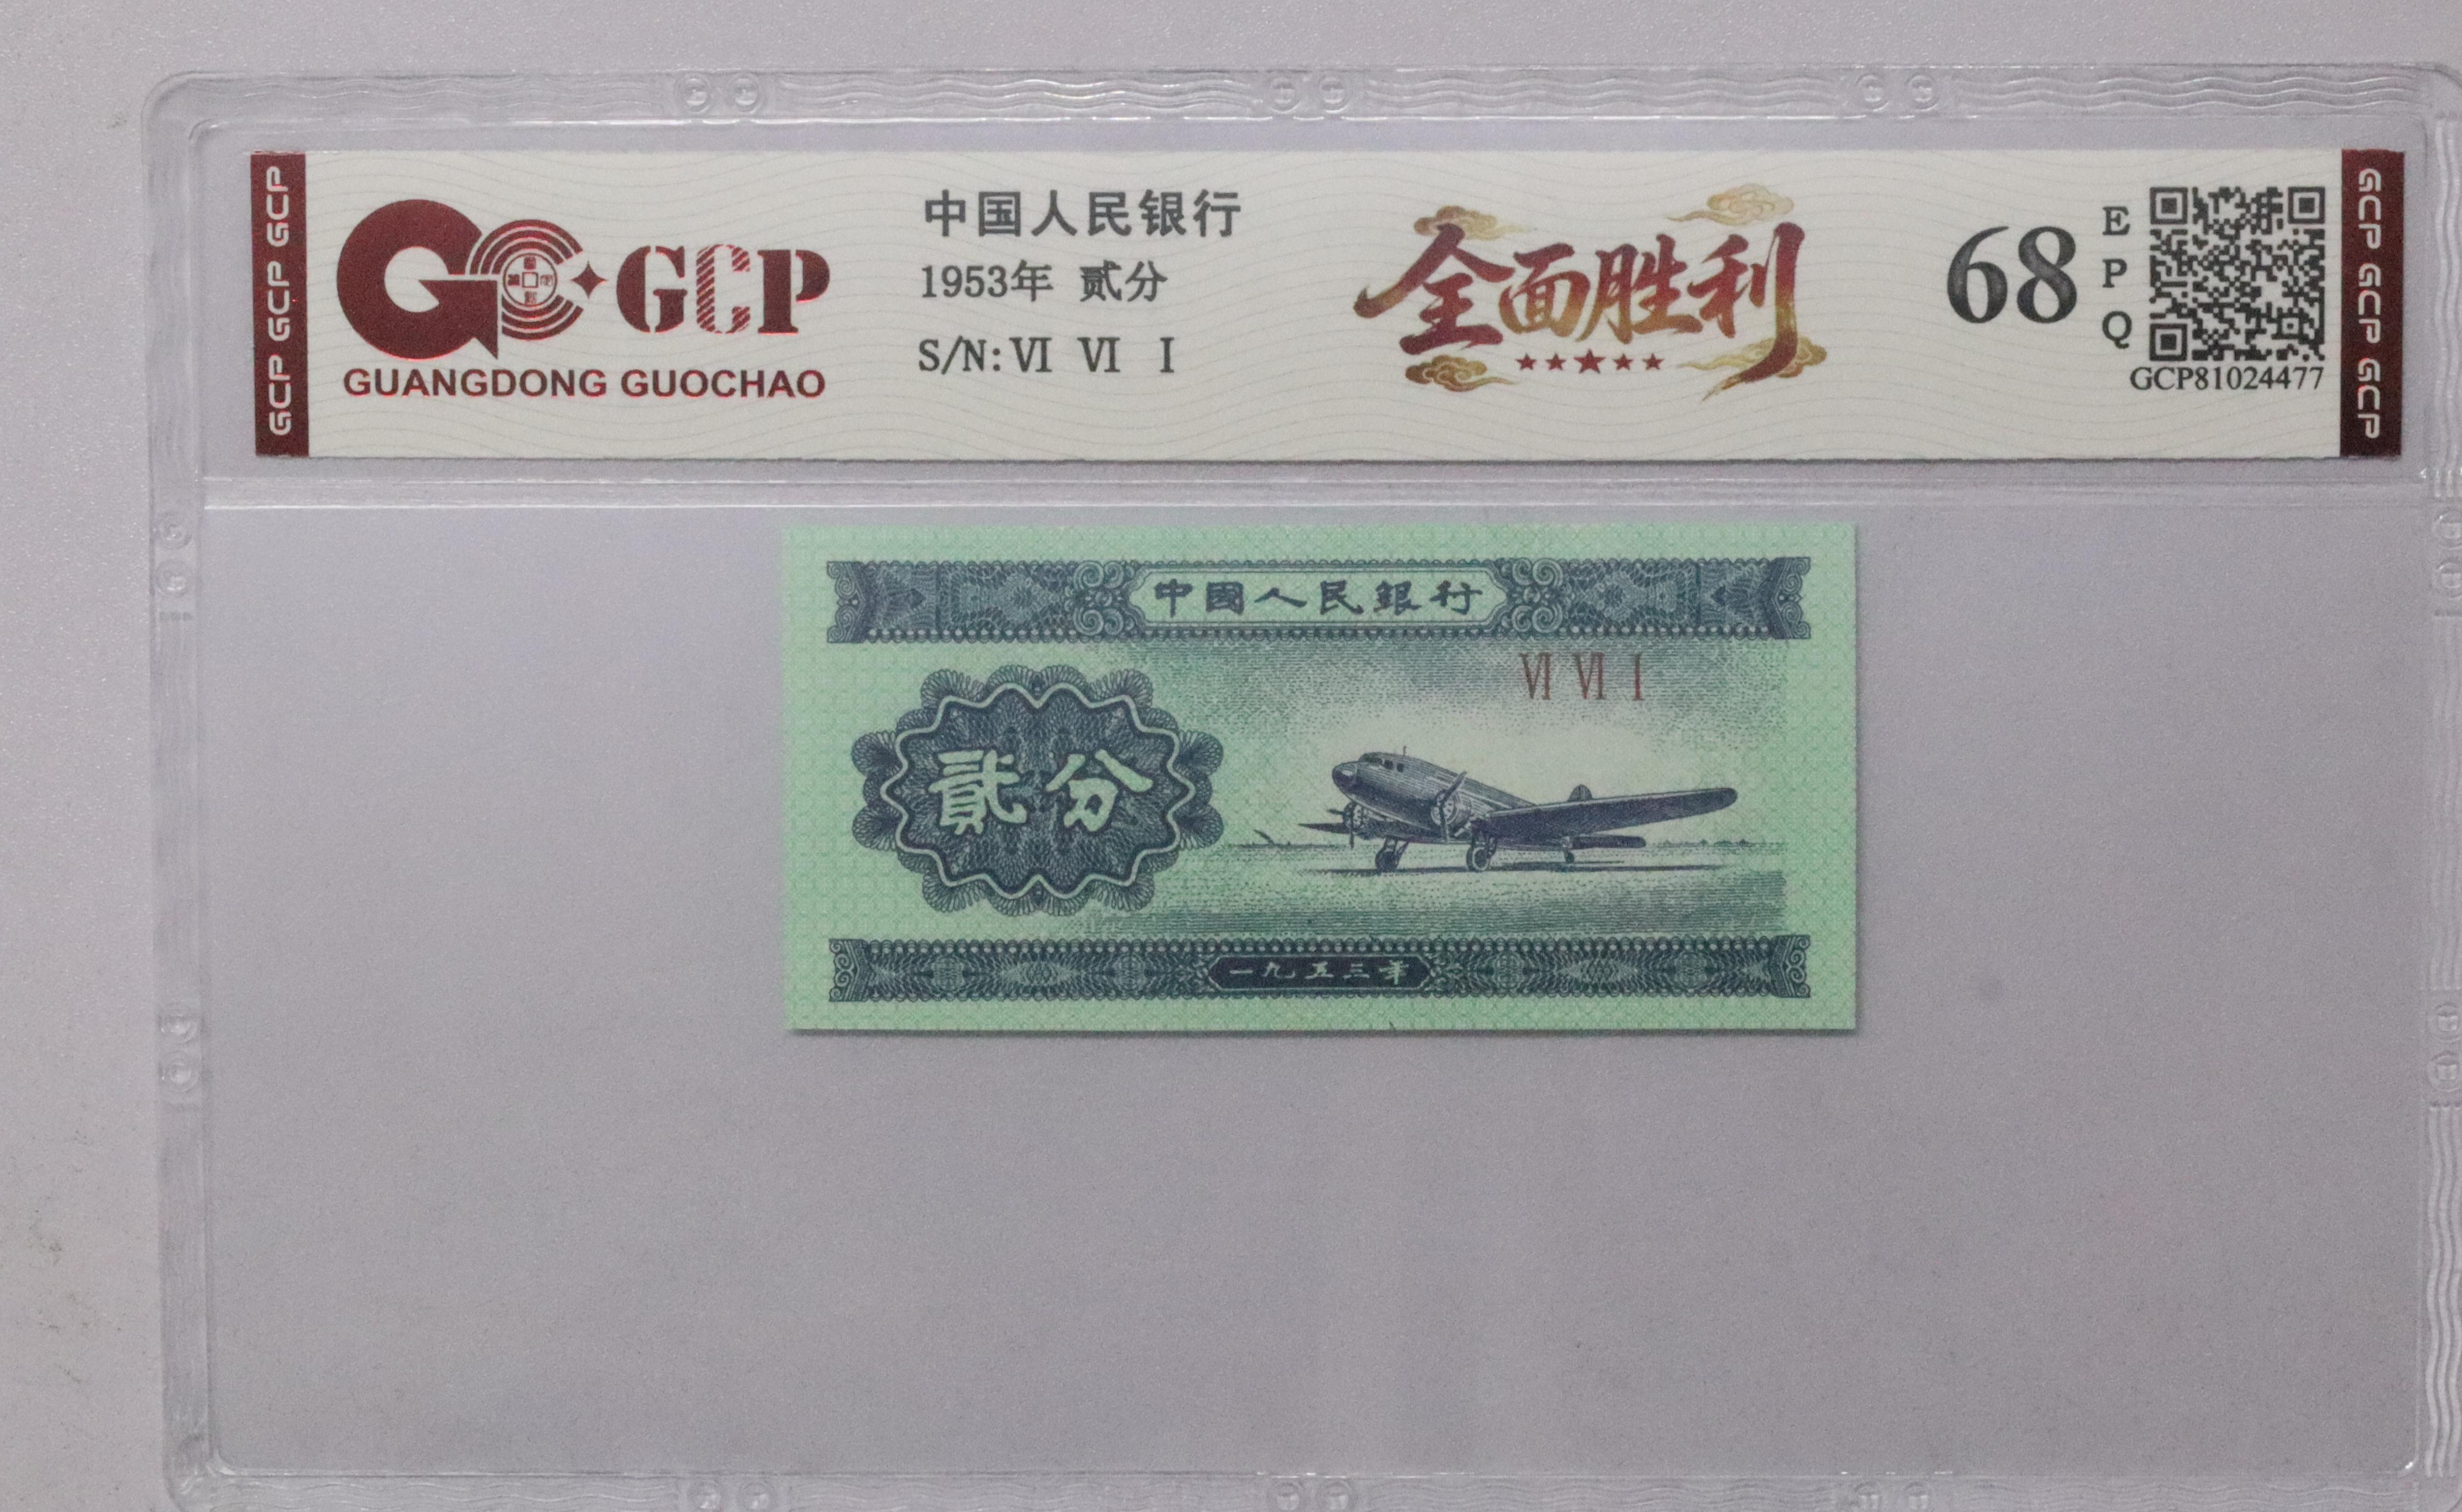 GCP GCP GCP
GCP
GUANGDONG GUOCHAO
中国人民银行
1953年 贰分
S/N: Ⅵ Ⅵ Ⅰ
全面胜利
68
E
P
Q
GCP81024477
GCP GCP GCP
中國人民銀行
Ⅵ Ⅵ Ⅰ
貳分
一九五三年